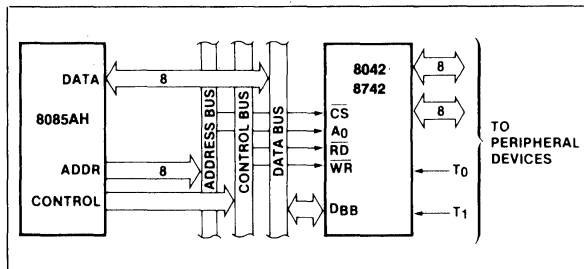 8085AH
DATA
8
ADDR
8
CONTROL
ADDRESS BUS
CONTROL BUS
DATA BUS
8042
8742
CS
A0
RD
WR
DBB
8
8
T0
T1
TO
PERIPHERAL
DEVICES